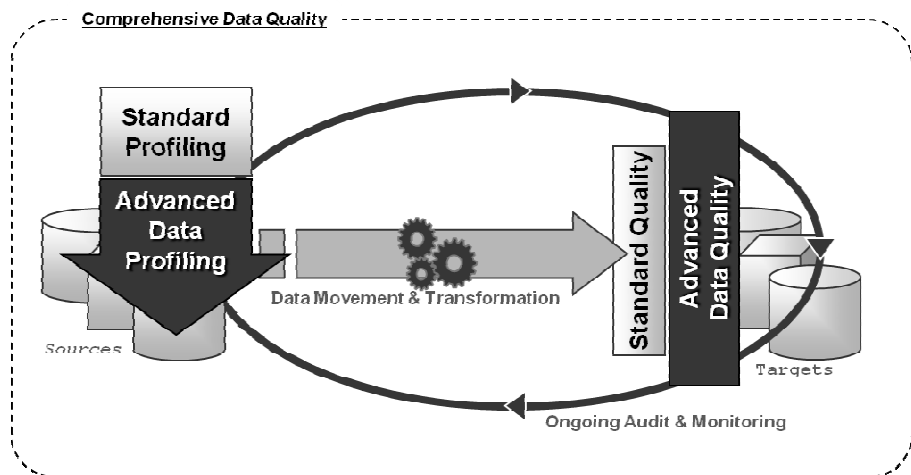 Comprehensive Data Quality
Standard
Profiling
Advanced
Data
Profiling
Sources
Data Movement & Transformation
Standard Quality
Advanced
Data Quality
Targets
Ongoing Audit & Monitoring